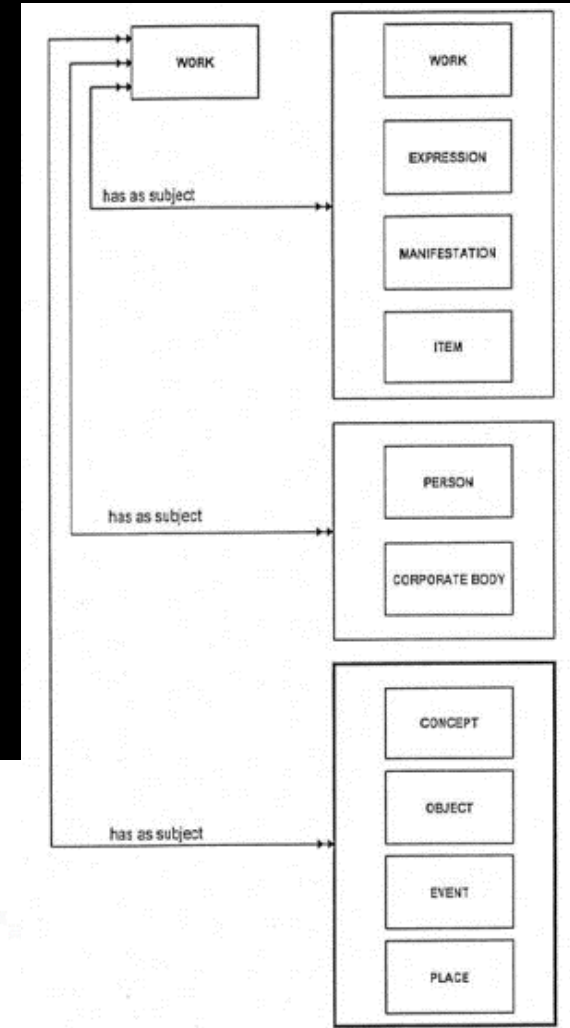 WORK
WORK
EXPRESSION
has as subject
MANIFESTATION
ITEM
PERSON
has as subject
CORPORATE BODY
CONCEPT
OBJECT
has as subject
EVENT
PLACE